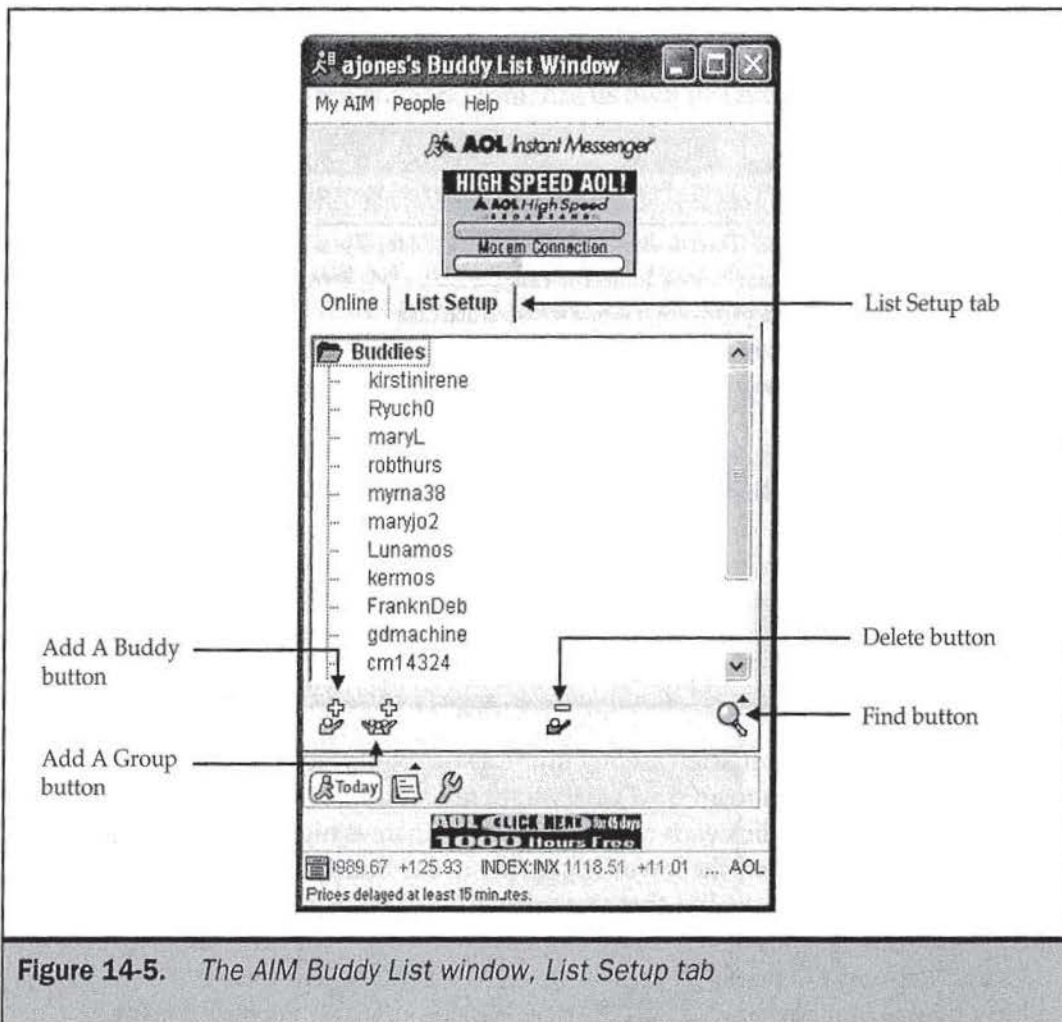 ajones's Buddy List Window
My AIM People Help
AOL Instant Messenger
HIGH SPEED AOL!
AOL High Speed
BROADBAND
Modem Connection
Online List Setup
List Setup tab
Buddies
kirstinirene
Ryuch0
maryL
robthurs
myrna38
maryjo2
Lunamos
kermos
FranknDeb
gdmachine
cm14324
Add A Buddy
button
Delete button
Find button
Add A Group
button
Today
AOL CLICK HERE for 45 days
1000 Hours Free
989.67 +125.93 INDEX:INX 1118.51 +11.01 ... AOL
Prices delayed at least 15 minutes.
Figure 14-5. The AIM Buddy List window, List Setup tab